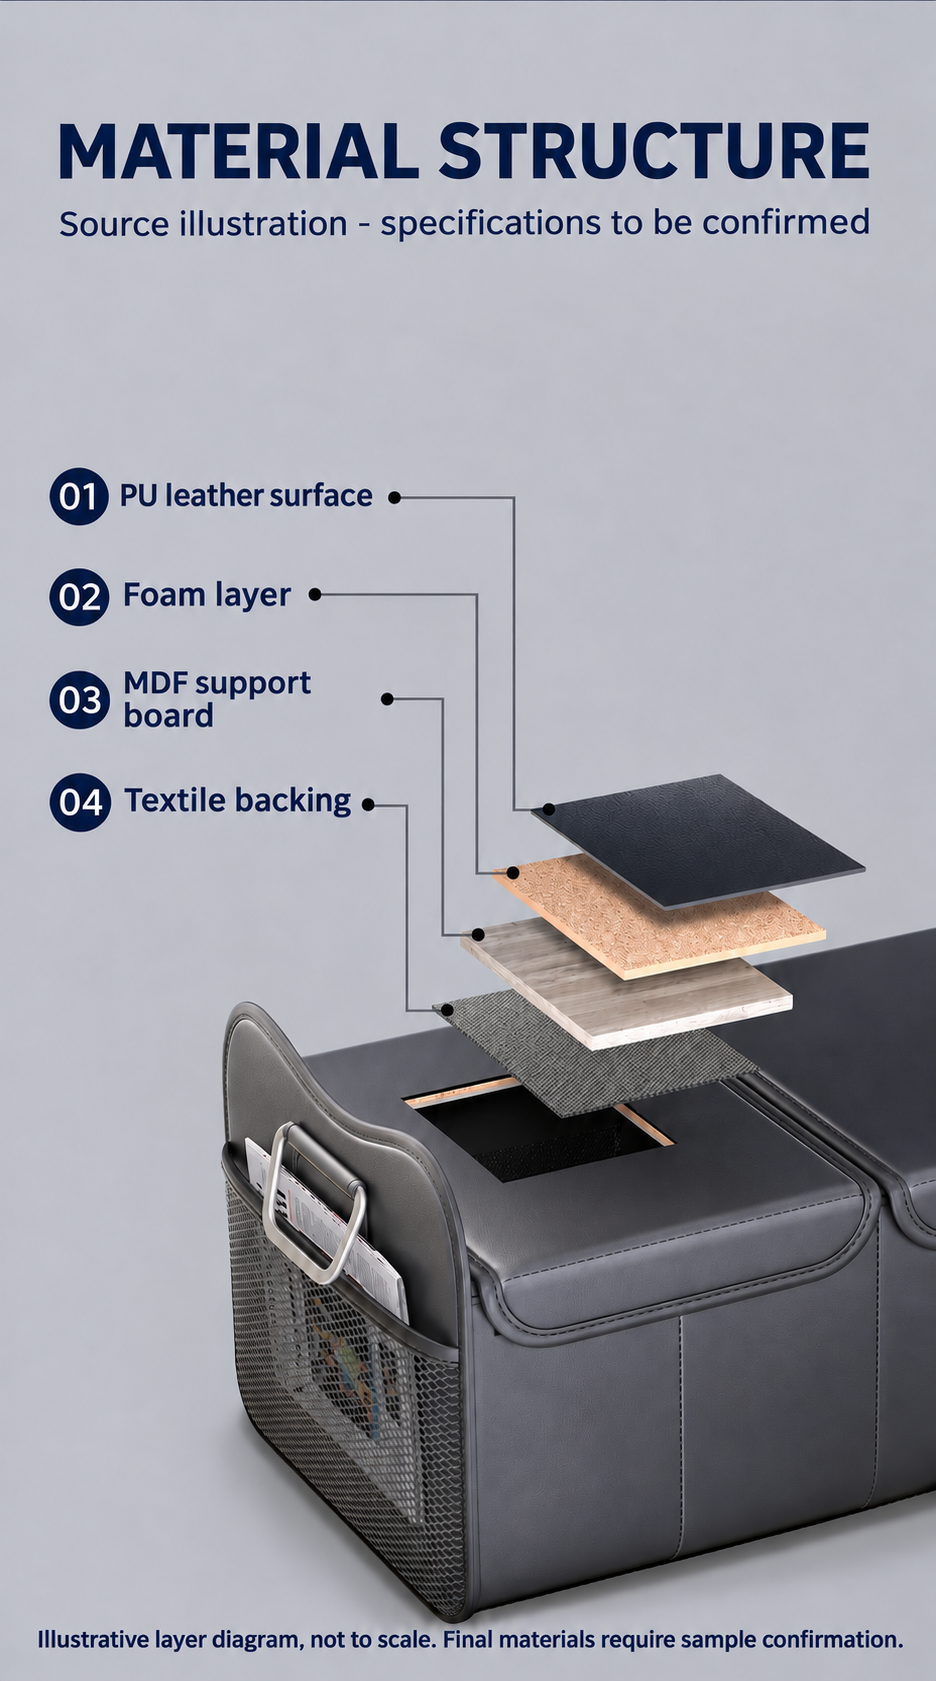 MATERIAL STRUCTURE
Source illustration - specifications to be confirmed
01 PU leather surface
02 Foam layer
03 MDF support
board
04 Textile backing
Illustrative layer diagram, not to scale. Final materials require sample confirmation.